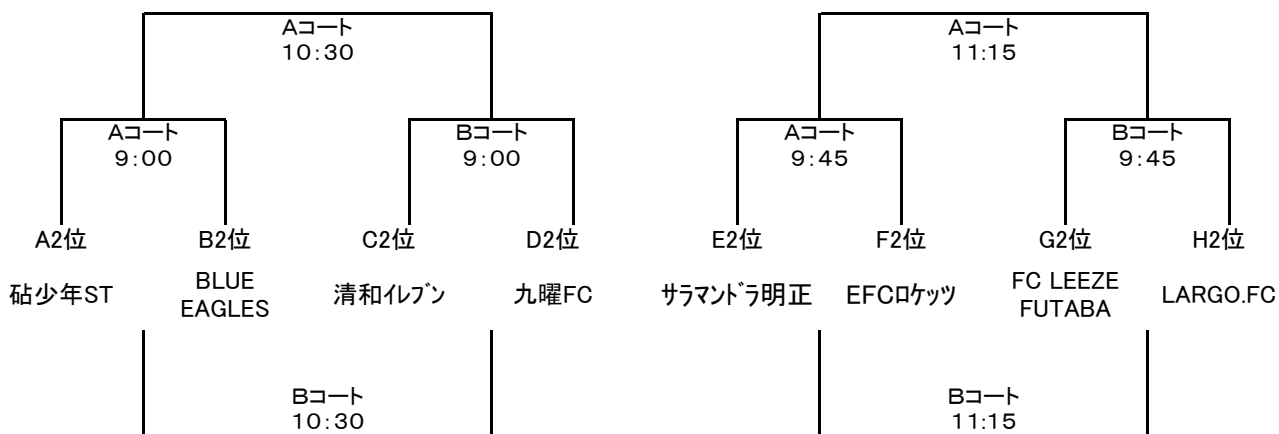 Aコート
10:30
Aコート
11:15
Aコート
9:00
Bコート
9:00
Aコート
9:45
Bコート
9:45
A2位
B2位
C2位
D2位
E2位
F2位
G2位
H2位
砧少年ST
BLUE
EAGLES
清和イレブン
九曜FC
サラマンドラ明正
EFCロケッツ
FC LEEZE
FUTABA
LARGO.FC
Bコート
10:30
Bコート
11:15